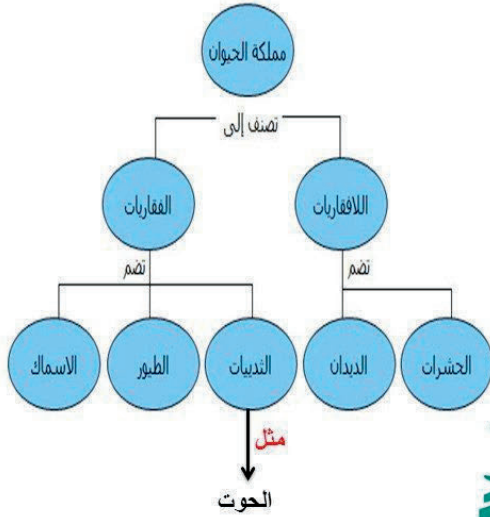 مملكة الحيوان
تصنف إلى
اللافقاريات
الفقاريات
تضم
تضم
الحشرات
الديدان
الثدييات
الطيور
الاسماك
مثل
الحوت